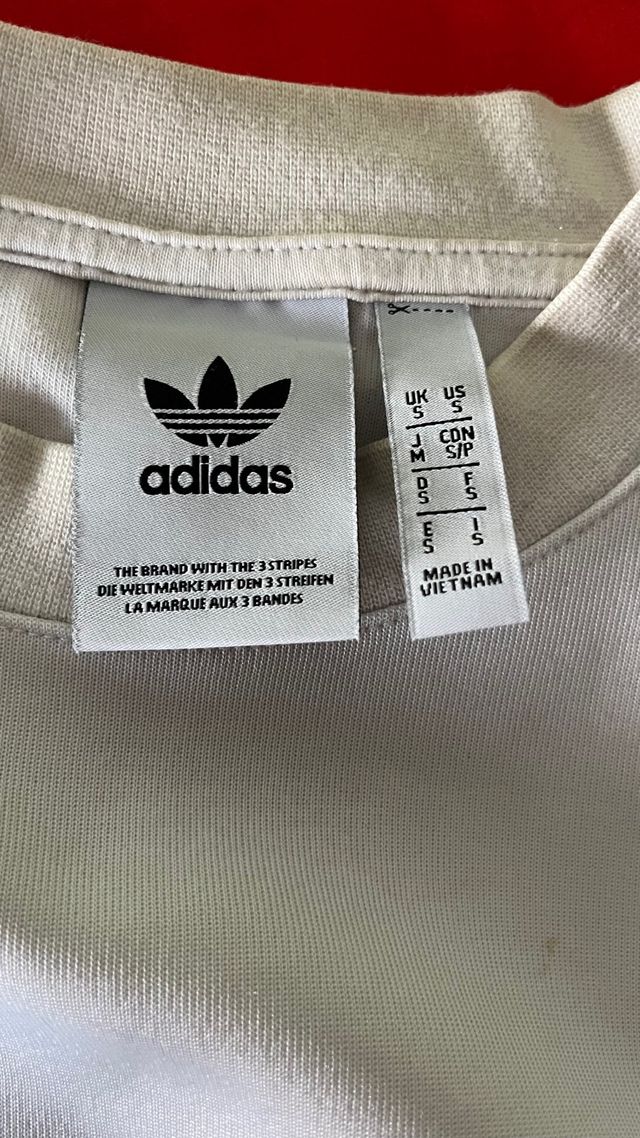 adidas
THE BRAND WITH THE 3 STRIPES
DIE WELTMARKE MIT DEN 3 STREIFEN
LA MARQUE AUX 3 BANDES
UK US
S S
J CDN
M S/P
D F
S S
E I
S S
MADE IN
VIETNAM